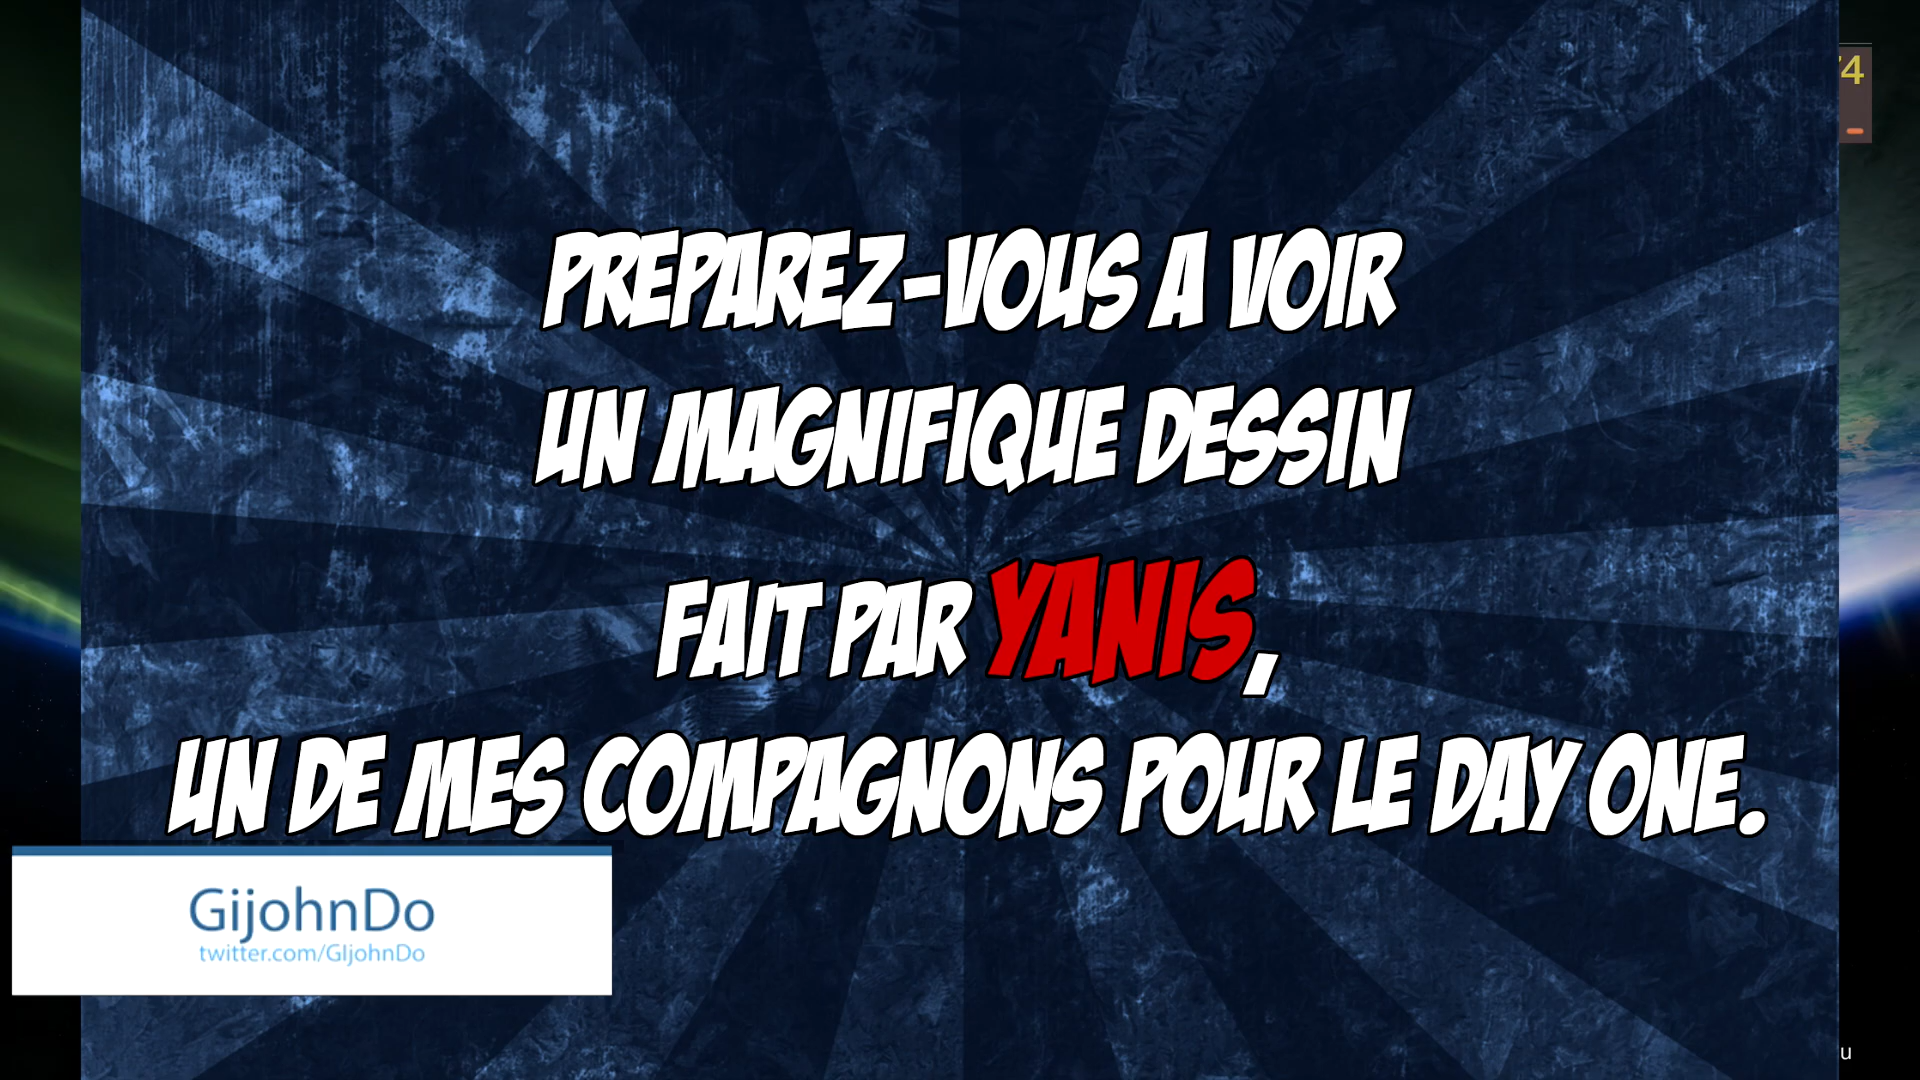 PREPAREZ-VOUS A VOIR
UN MAGNIFIQUE DESSIN
FAIT PAR YANIS,
UN DE MES COMPAGNONS POUR LE DAY ONE.
GijohnDo
twitter.com/GIjohnDo